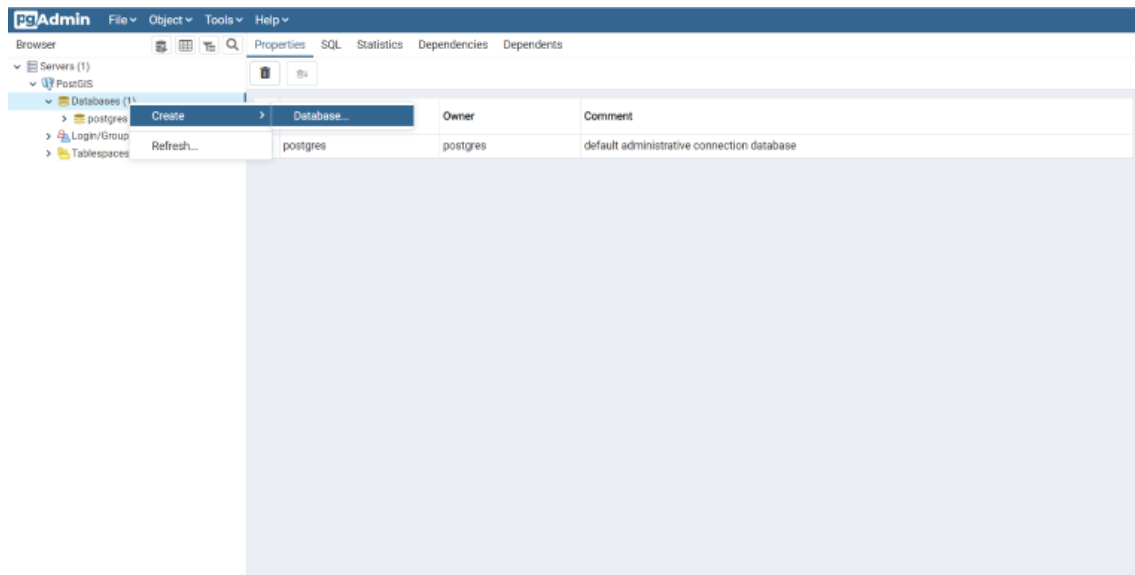 pgAdmin File Object Tools Help
Browser Properties SQL Statistics Dependencies Dependents
Servers (1)
PostGIS
Databases (1)
Create Database... Owner Comment
postgres
Login/Group
Refresh... postgres postgres default administrative connection database
Tablespaces